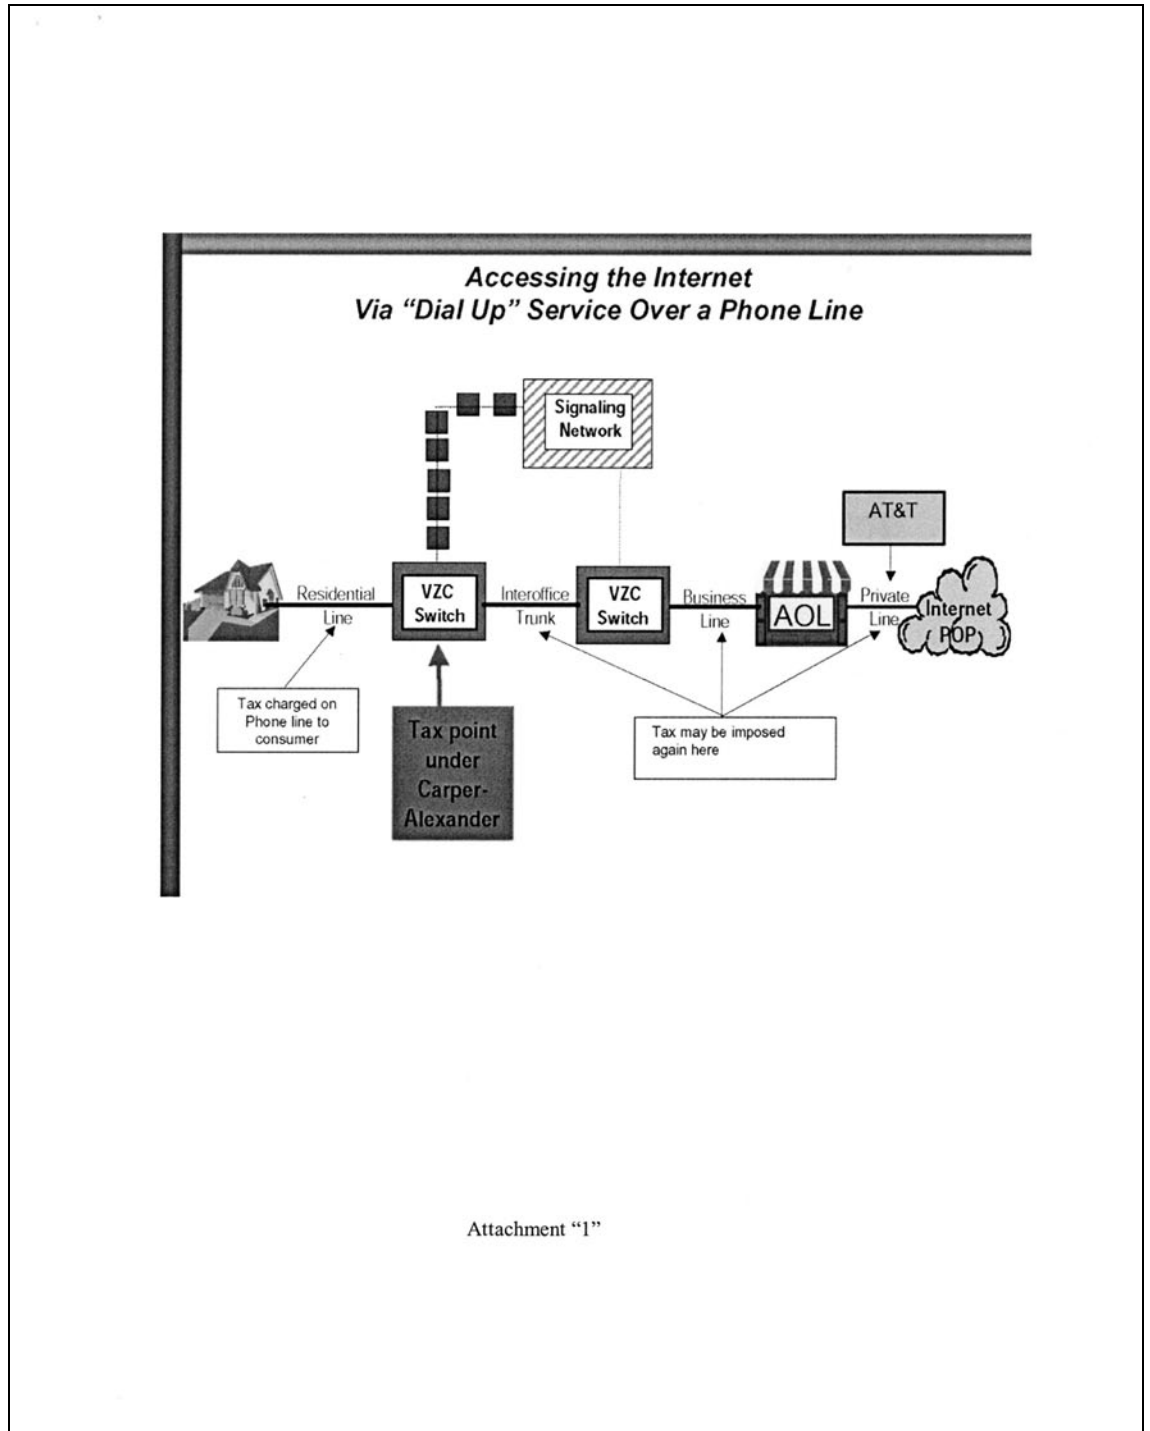 Accessing the Internet
Via “Dial Up” Service Over a Phone Line
Signaling
Network
AT&T
Residential
Line
VZC
Switch
Interoffice
Trunk
VZC
Switch
Business
Line
AOL
Private
Line
Internet
POP
Tax charged on
Phone line to
consumer
Tax point
under
Carper-
Alexander
Tax may be imposed
again here
Attachment “1”